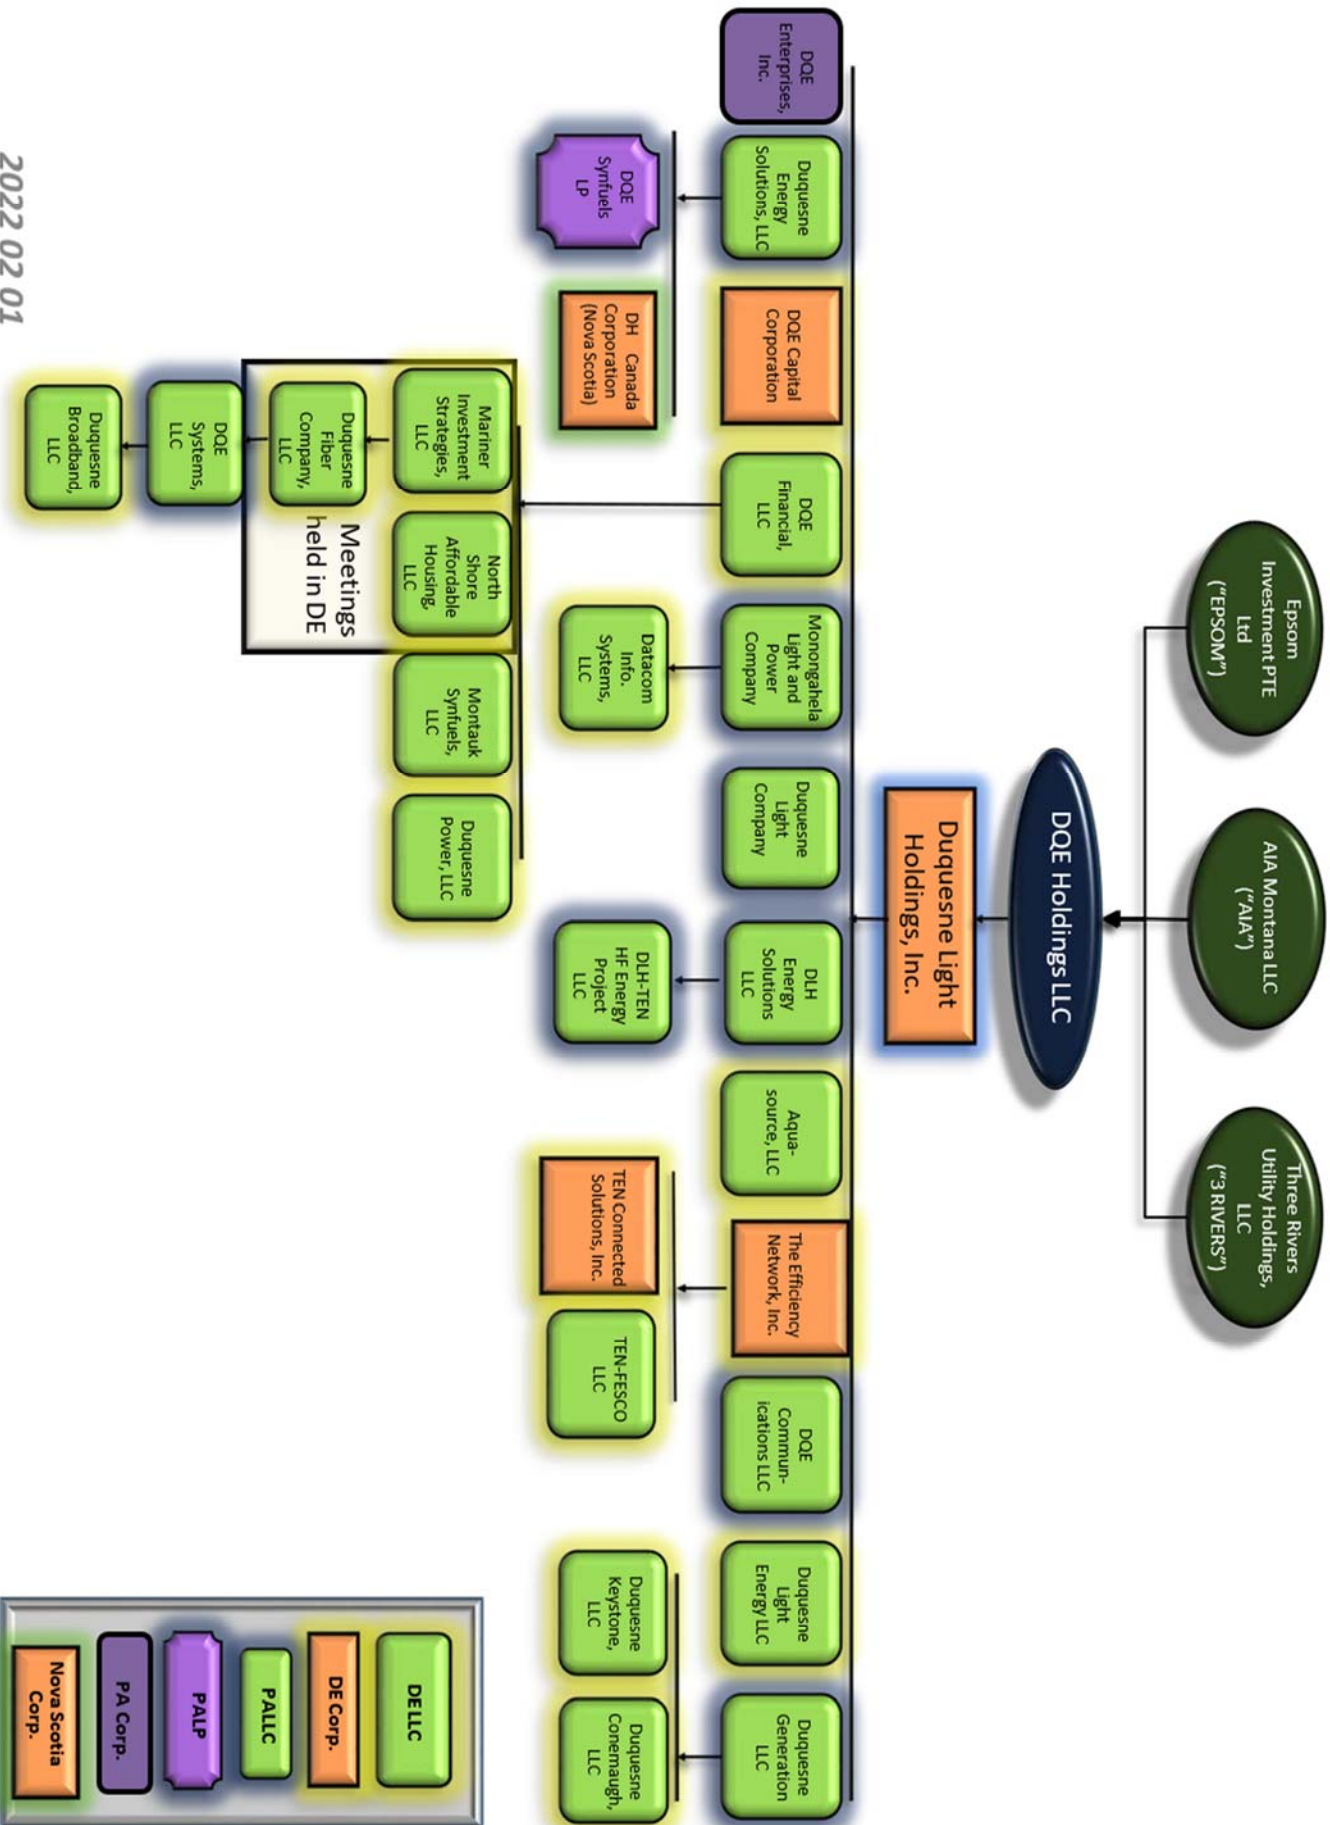 Epsom
Investment PTE
Ltd
("EPSOM")
AIA Montana LLC
("AIA")
Three Rivers
Utility Holdings,
LLC
("3 RIVERS")
DQE Holdings LLC
Duquesne Light
Holdings, Inc.
DQE
Enterprises,
Inc.
Duquesne
Energy
Solutions, LLC
DQE Capital
Corporation
DQE
Financial,
LLC
Monongahela
Light and
Power
Company
Duquesne
Light
Company
DLH
Energy
Solutions
LLC
Aqua-
source, LLC
The Efficiency
Network, Inc.
DQE
Commun-
ications LLC
Duquesne
Light
Energy LLC
Duquesne
Generation
LLC
DQE
Synfuels
LP
DH Canada
Corporation
(Nova Scotia)
Datacom
Info.
Systems,
LLC
DLH-TEN
HF Energy
Project
LLC
TEN Connected
Solutions, Inc.
TEN-FESCO
LLC
Duquesne
Keystone,
LLC
Duquesne
Conemaugh,
LLC
Mariner
Investment
Strategies,
LLC
North
Shore
Affordable
Housing,
LLC
Montauk
Synfuels,
LLC
Duquesne
Power, LLC
Duquesne
Fiber
Company,
LLC
Meetings
held in DE
DQE
Systems,
LLC
Duquesne
Broadband,
LLC
DELLC
DE Corp.
PALLC
PALP
PA Corp.
Nova Scotia
Corp.
2022 02 01